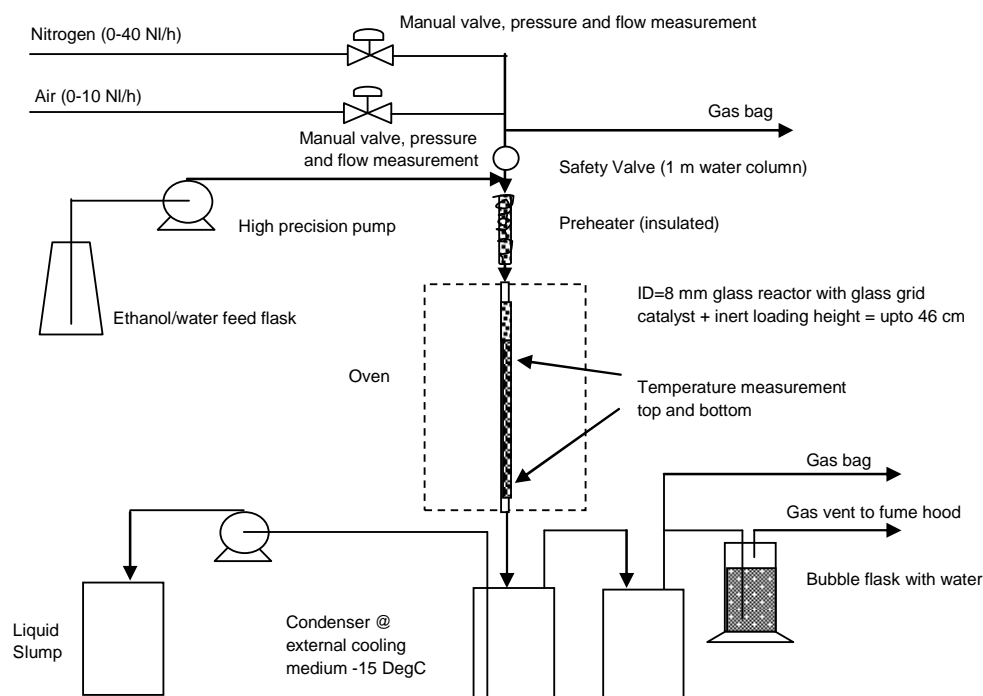 Manual valve, pressure and flow measurement
Nitrogen (0-40 Nl/h)
Air (0-10 Nl/h)
Gas bag
Manual valve, pressure
and flow measurement
Safety Valve (1 m water column)
High precision pump
Preheater (insulated)
Ethanol/water feed flask
ID=8 mm glass reactor with glass grid
catalyst + inert loading height = upto 46 cm
Oven
Temperature measurement
top and bottom
Gas bag
Gas vent to fume hood
Bubble flask with water
Liquid
Slump
Condenser @
external cooling
medium -15 DegC